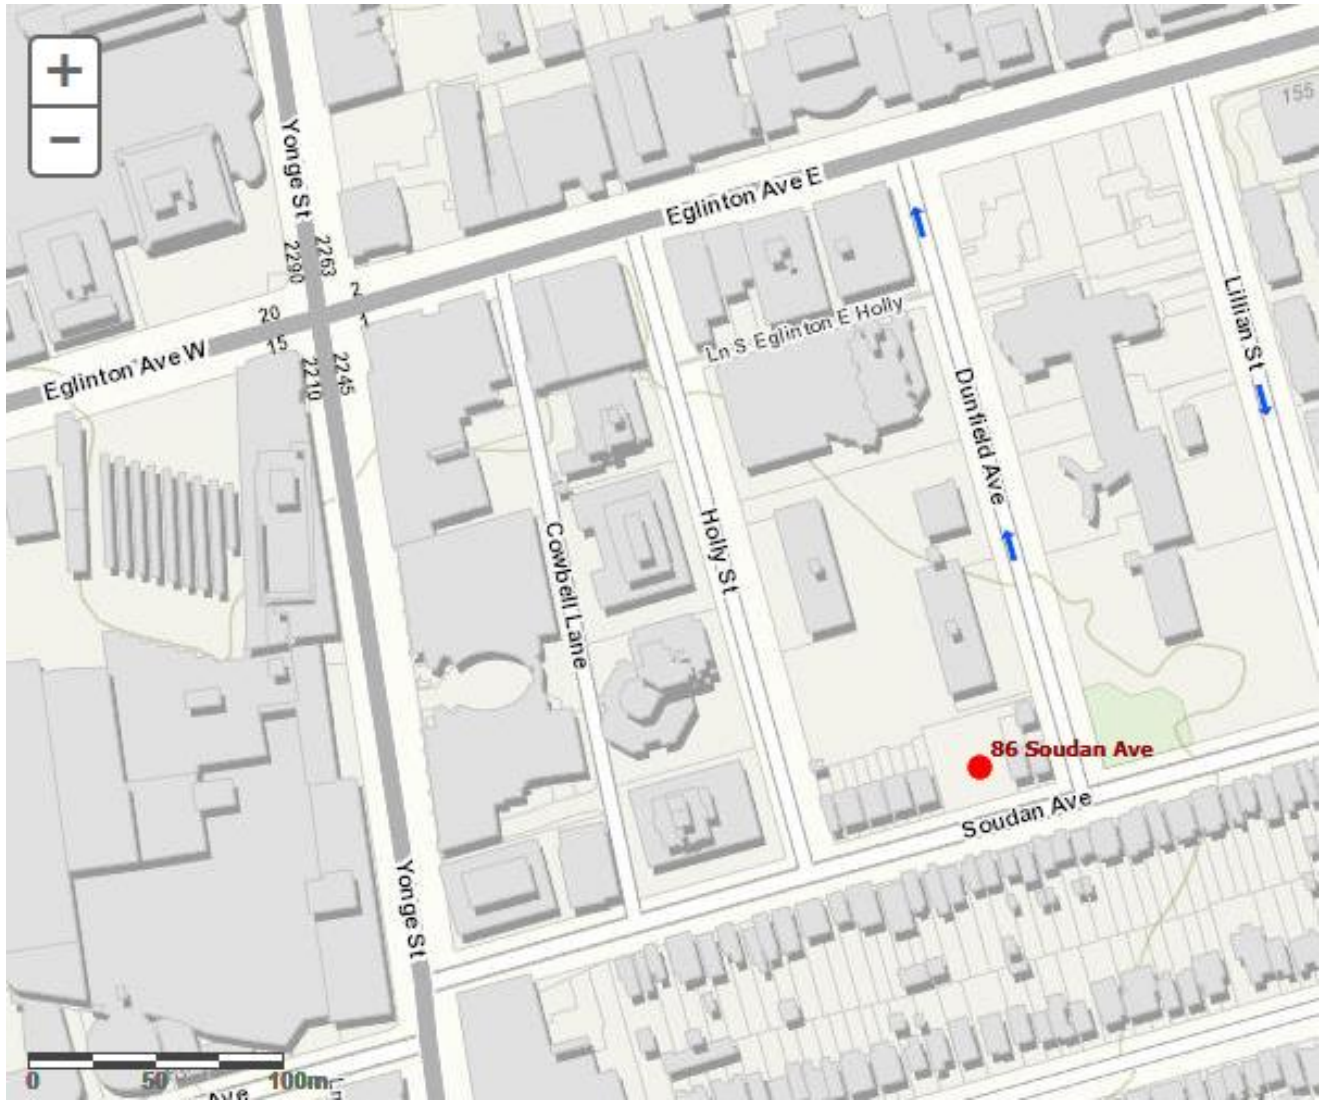 +
155
−
Yonge St
Eglinton Ave E
2263
2290
2
20
1
Ln S Eglinton E Holly
Lillian St
15
Eglinton Ave W
2245
2210
Dunfield Ave
Holly St
Cowbell Lane
86 Soudan Ave
Soudan Ave
Yonge St
0
50
100m
Ave